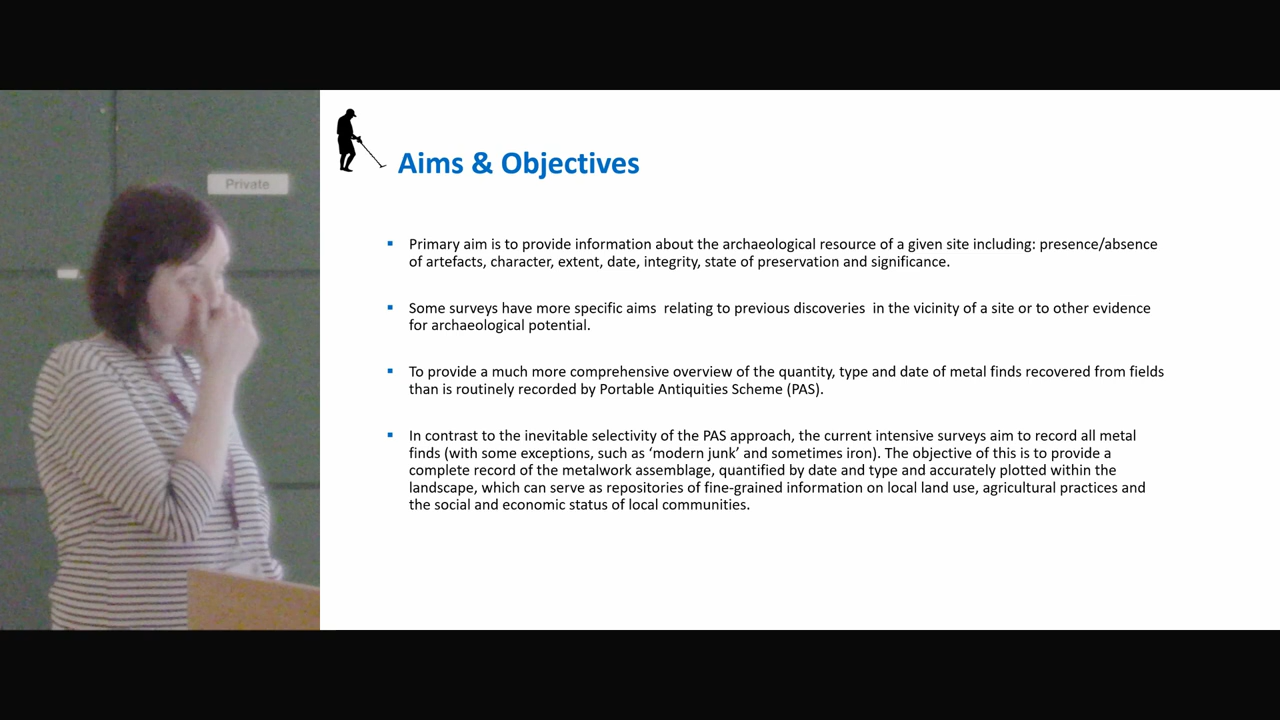 Private
Aims & Objectives
Primary aim is to provide information about the archaeological resource of a given site including: presence/absence
of artefacts, character, extent, date, integrity, state of preservation and significance.
Some surveys have more specific aims relating to previous discoveries in the vicinity of a site or to other evidence
for archaeological potential.
To provide a much more comprehensive overview of the quantity, type and date of metal finds recovered from fields
than is routinely recorded by Portable Antiquities Scheme (PAS).
In contrast to the inevitable selectivity of the PAS approach, the current intensive surveys aim to record all metal
finds (with some exceptions, such as ‘modern junk’ and sometimes iron). The objective of this is to provide a
complete record of the metalwork assemblage, quantified by date and type and accurately plotted within the
landscape, which can serve as repositories of fine-grained information on local land use, agricultural practices and
the social and economic status of local communities.